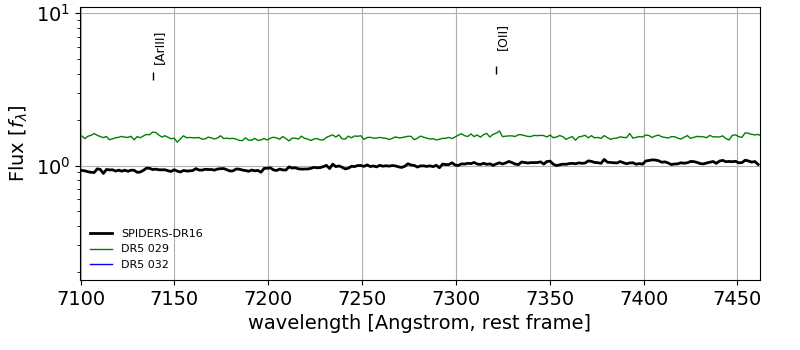 10¹
[ArIII]
[OII]
Flux [fλ]
10⁰
SPIDERS-DR16
DR5 029
DR5 032
7100 7150 7200 7250 7300 7350 7400 7450
wavelength [Angstrom, rest frame]